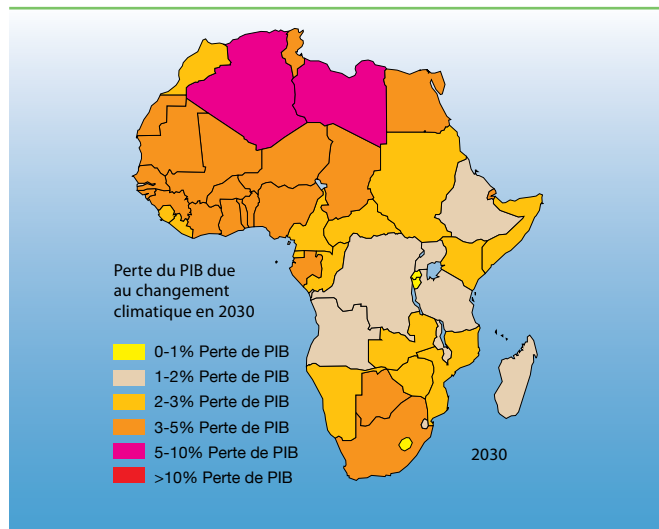 Perte du PIB due
au changement
climatique en 2030
0-1% Perte de PIB
1-2% Perte de PIB
2-3% Perte de PIB
3-5% Perte de PIB
5-10% Perte de PIB
>10% Perte de PIB
2030